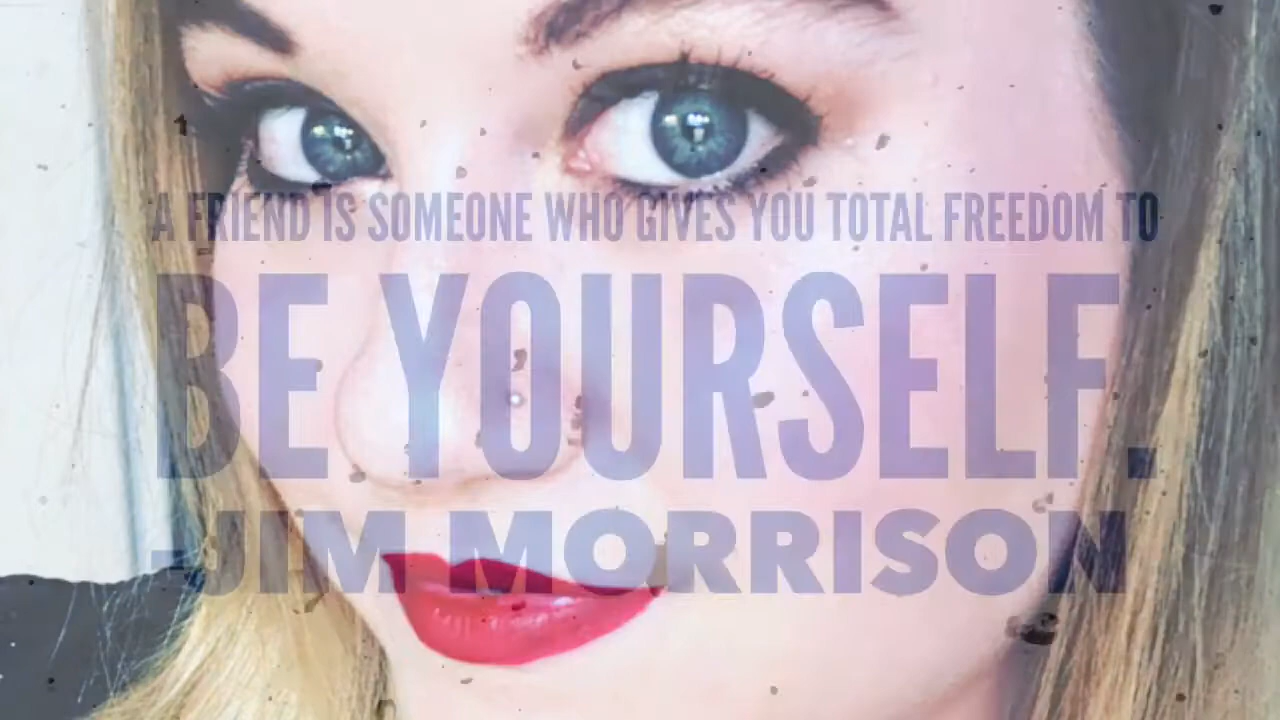 A FRIEND IS SOMEONE WHO GIVES YOU TOTAL FREEDOM TO
BE YOURSELF.
-JIM MORRISON